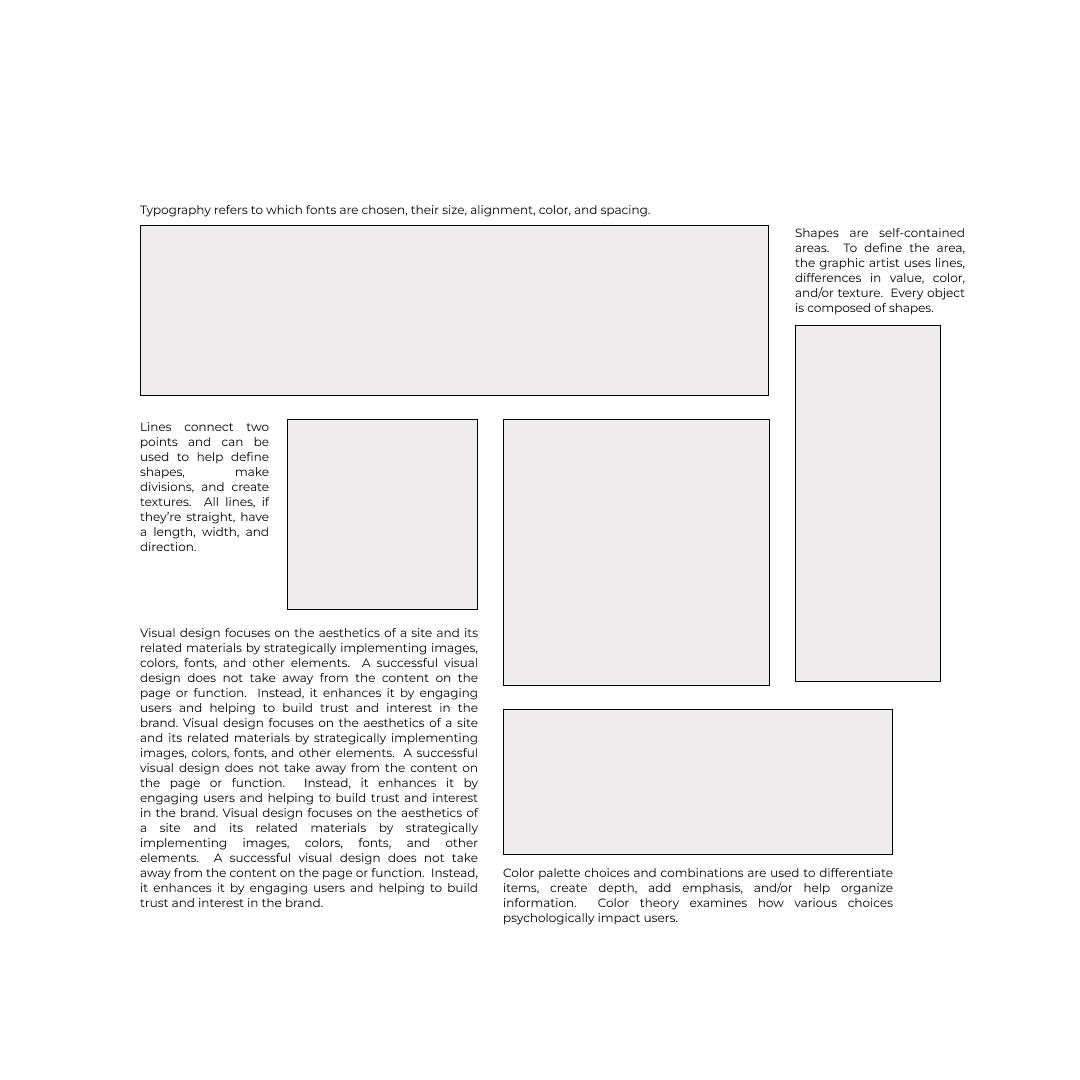 Typography refers to which fonts are chosen, their size, alignment, color, and spacing.
Shapes are self-contained
areas.  To define the area,
the graphic artist uses lines,
differences in value, color,
and/or texture.  Every object
is composed of shapes.
Lines connect two
points and can be
used to help define
shapes, make
divisions, and create
textures.  All lines, if
they’re straight, have
a length, width, and
direction.
Visual design focuses on the aesthetics of a site and its
related materials by strategically implementing images,
colors, fonts, and other elements.  A successful visual
design does not take away from the content on the
page or function.  Instead, it enhances it by engaging
users and helping to build trust and interest in the
brand. Visual design focuses on the aesthetics of a site
and its related materials by strategically implementing
images, colors, fonts, and other elements.  A successful
visual design does not take away from the content on
the page or function.  Instead, it enhances it by
engaging users and helping to build trust and interest
in the brand. Visual design focuses on the aesthetics of
a site and its related materials by strategically
implementing images, colors, fonts, and other
elements.  A successful visual design does not take
away from the content on the page or function.  Instead,
it enhances it by engaging users and helping to build
trust and interest in the brand.
Color palette choices and combinations are used to differentiate
items, create depth, add emphasis, and/or help organize
information.  Color theory examines how various choices
psychologically impact users.